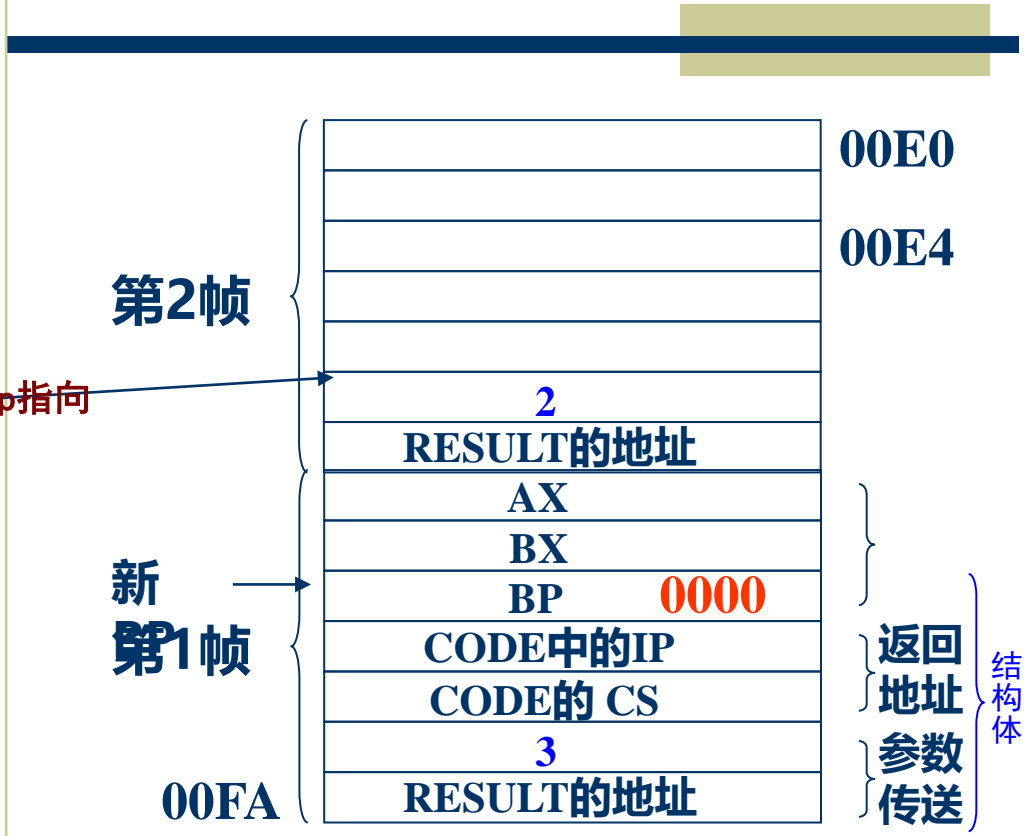 00E0
00E4
第2帧
p指向
2
RESULT的地址
AX
BX
新
BP
BP 0000
第1帧
CODE中的IP
返回
地址
CODE的 CS
结
构
体
3
参数
传送
00FA
RESULT的地址